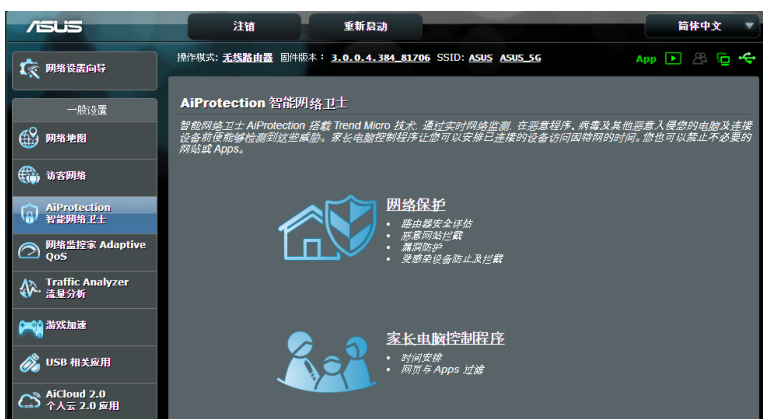 ASUS
注销
重新启动
简体中文
操作模式: 无线路由器 固件版本: 3.0.0.4.384_81706 SSID: ASUS ASUS_5G
App
网络设置向导
一般设置
网络地图
访客网络
AiProtection
智能网络卫士
网络监控家 Adaptive
QoS
Traffic Analyzer
流量分析
游戏加速
USB 相关应用
AiCloud 2.0
个人云 2.0 应用
AiProtection 智能网络卫士
智能网络卫士 AiProtection 搭载 Trend Micro 技术, 通过实时网络监测, 在恶意程序、病毒及其他恶意入侵您的电脑及连接
设备前便能够检测到这些威胁。家长电脑控制程序让您可以安排已连接的设备访问因特网的时间。您也可以禁止不必要的
网站或 Apps。
网络保护
• 路由器安全评估
• 恶意网站拦截
• 漏洞防护
• 受感染设备防止及拦截
家长电脑控制程序
• 时间安排
• 网页与 Apps 过滤